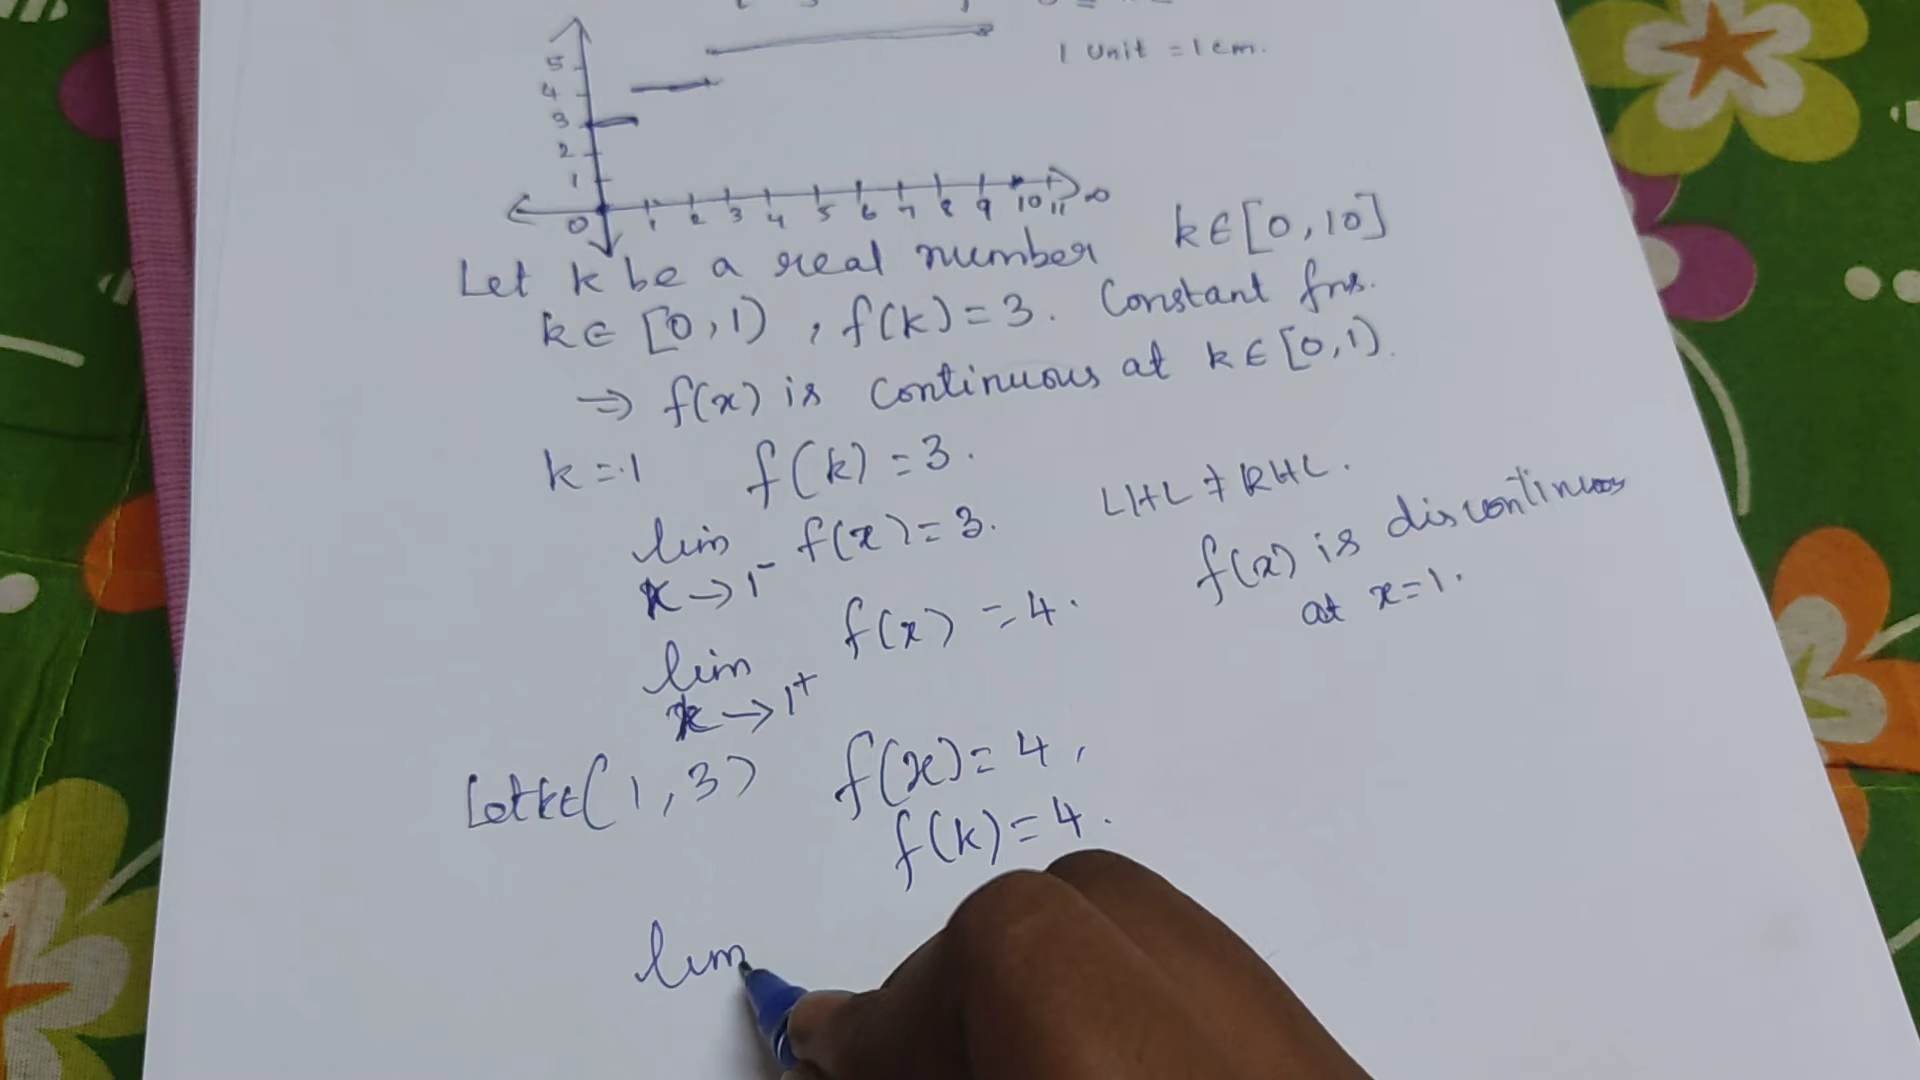 1 Unit = 1 cm.
5
4
3
2
1
0 1 2 3 4 5 6 7 8 9 10 11 ∞
Let k be a real number k ∈ [0, 10]
k ∈ [0, 1) , f(k) = 3. Constant fns.
⇒ f(x) is continuous at k ∈ [0, 1).
k = 1 f(k) = 3.
lim f(x) = 3. LHL ≠ RHL.
x → 1⁻ f(x) is discontinuous
lim f(x) = 4. at x = 1.
x → 1⁺
Let k ∈ (1, 3) f(x) = 4,
f(k) = 4.
lim